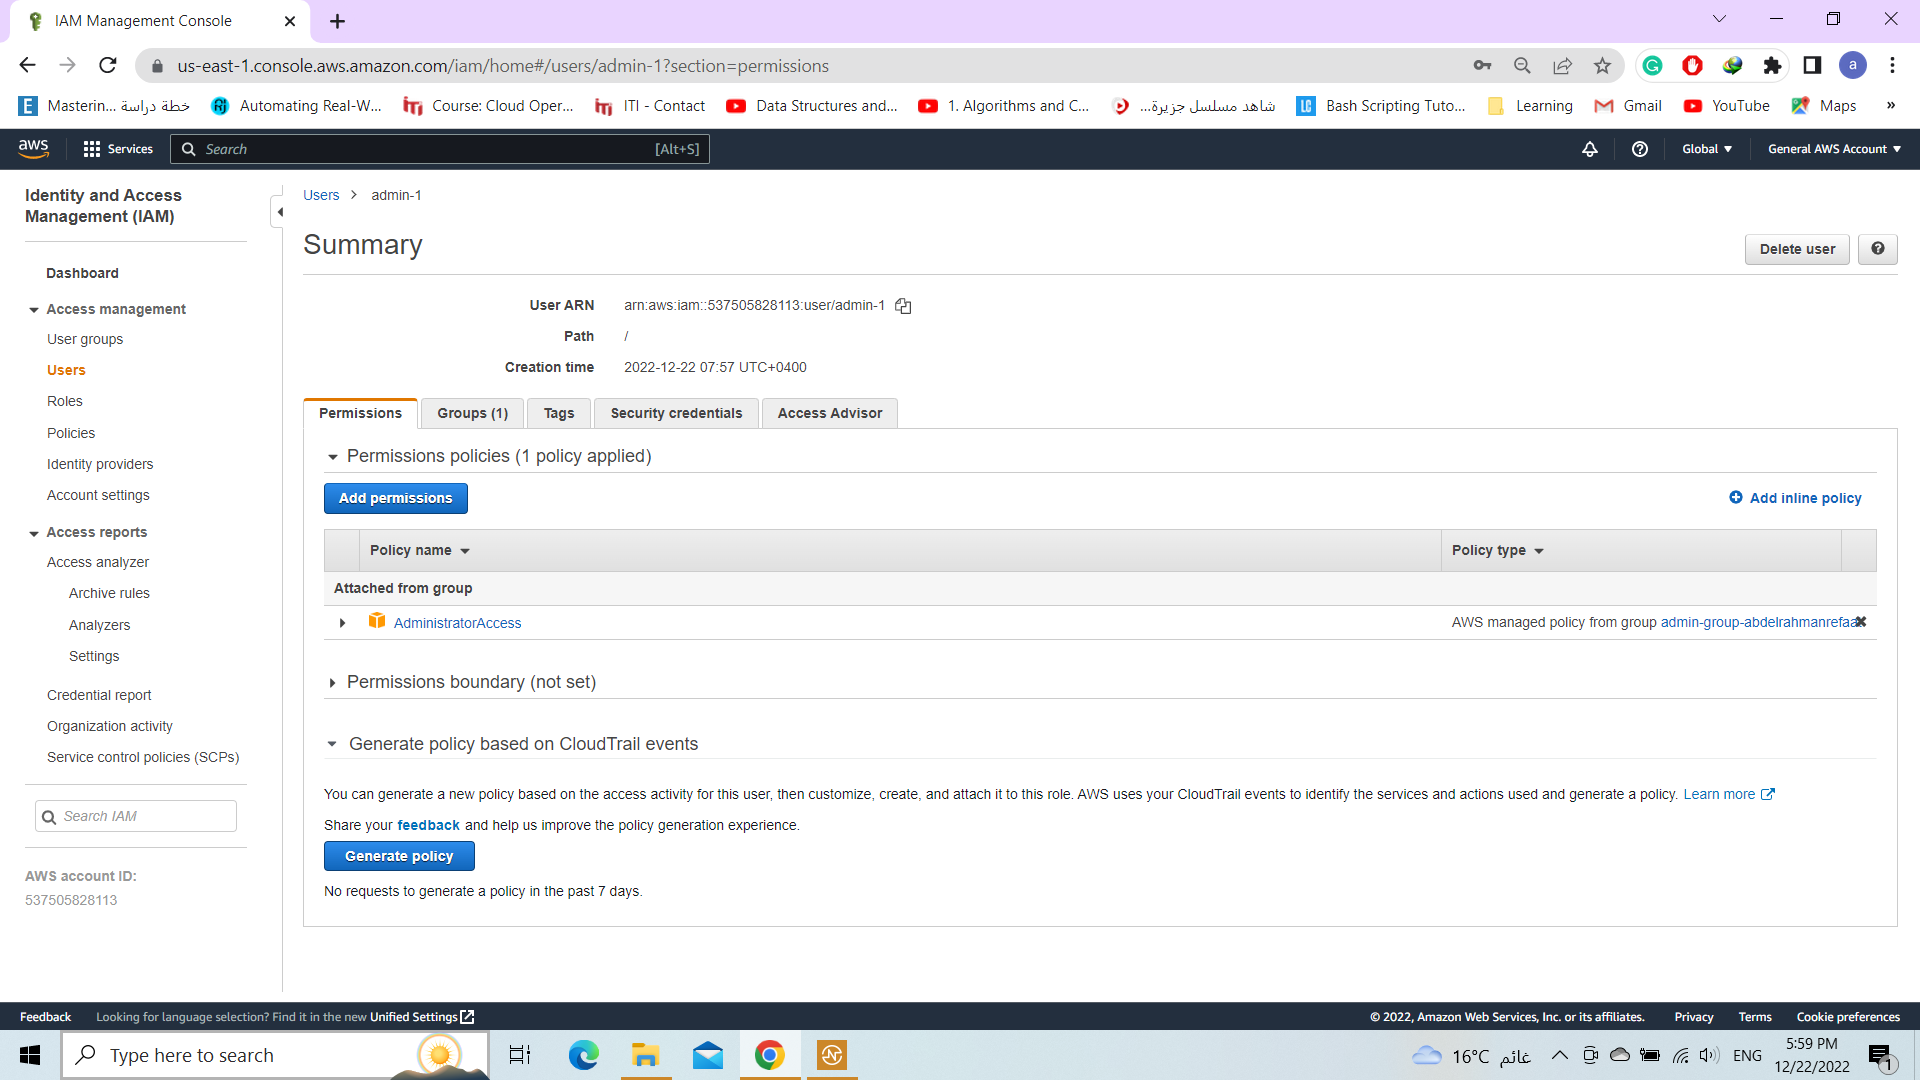 IAM Management Console
us-east-1.console.aws.amazon.com/iam/home#/users/admin-1?section=permissions
a
Masterin... خطة دراسة
Automating Real-W...
Course: Cloud Oper...
ITI - Contact
Data Structures and...
1. Algorithms and C...
شاهد مسلسل جزيرة...
LC
Bash Scripting Tuto...
Learning
Gmail
YouTube
Maps
»
aws
Services
Search
[Alt+S]
Global
General AWS Account
Identity and Access
Management (IAM)
Dashboard
Access management
User groups
Users
Roles
Policies
Identity providers
Account settings
Access reports
Access analyzer
Archive rules
Analyzers
Settings
Credential report
Organization activity
Service control policies (SCPs)
Search IAM
AWS account ID:
537505828113
Users > admin-1
Summary
Delete user
User ARN arn:aws:iam::537505828113:user/admin-1
Path /
Creation time 2022-12-22 07:57 UTC+0400
Permissions
Groups (1)
Tags
Security credentials
Access Advisor
Permissions policies (1 policy applied)
Add permissions
Add inline policy
Policy name
Policy type
Attached from group
AdministratorAccess
AWS managed policy from group admin-group-abdelrahmanrefaa
Permissions boundary (not set)
Generate policy based on CloudTrail events
You can generate a new policy based on the access activity for this user, then customize, create, and attach it to this role. AWS uses your CloudTrail events to identify the services and actions used and generate a policy. Learn more
Share your feedback and help us improve the policy generation experience.
Generate policy
No requests to generate a policy in the past 7 days.
Feedback
Looking for language selection? Find it in the new Unified Settings
© 2022, Amazon Web Services, Inc. or its affiliates.
Privacy
Terms
Cookie preferences
Type here to search
16°C غائم
ENG
5:59 PM
12/22/2022
1